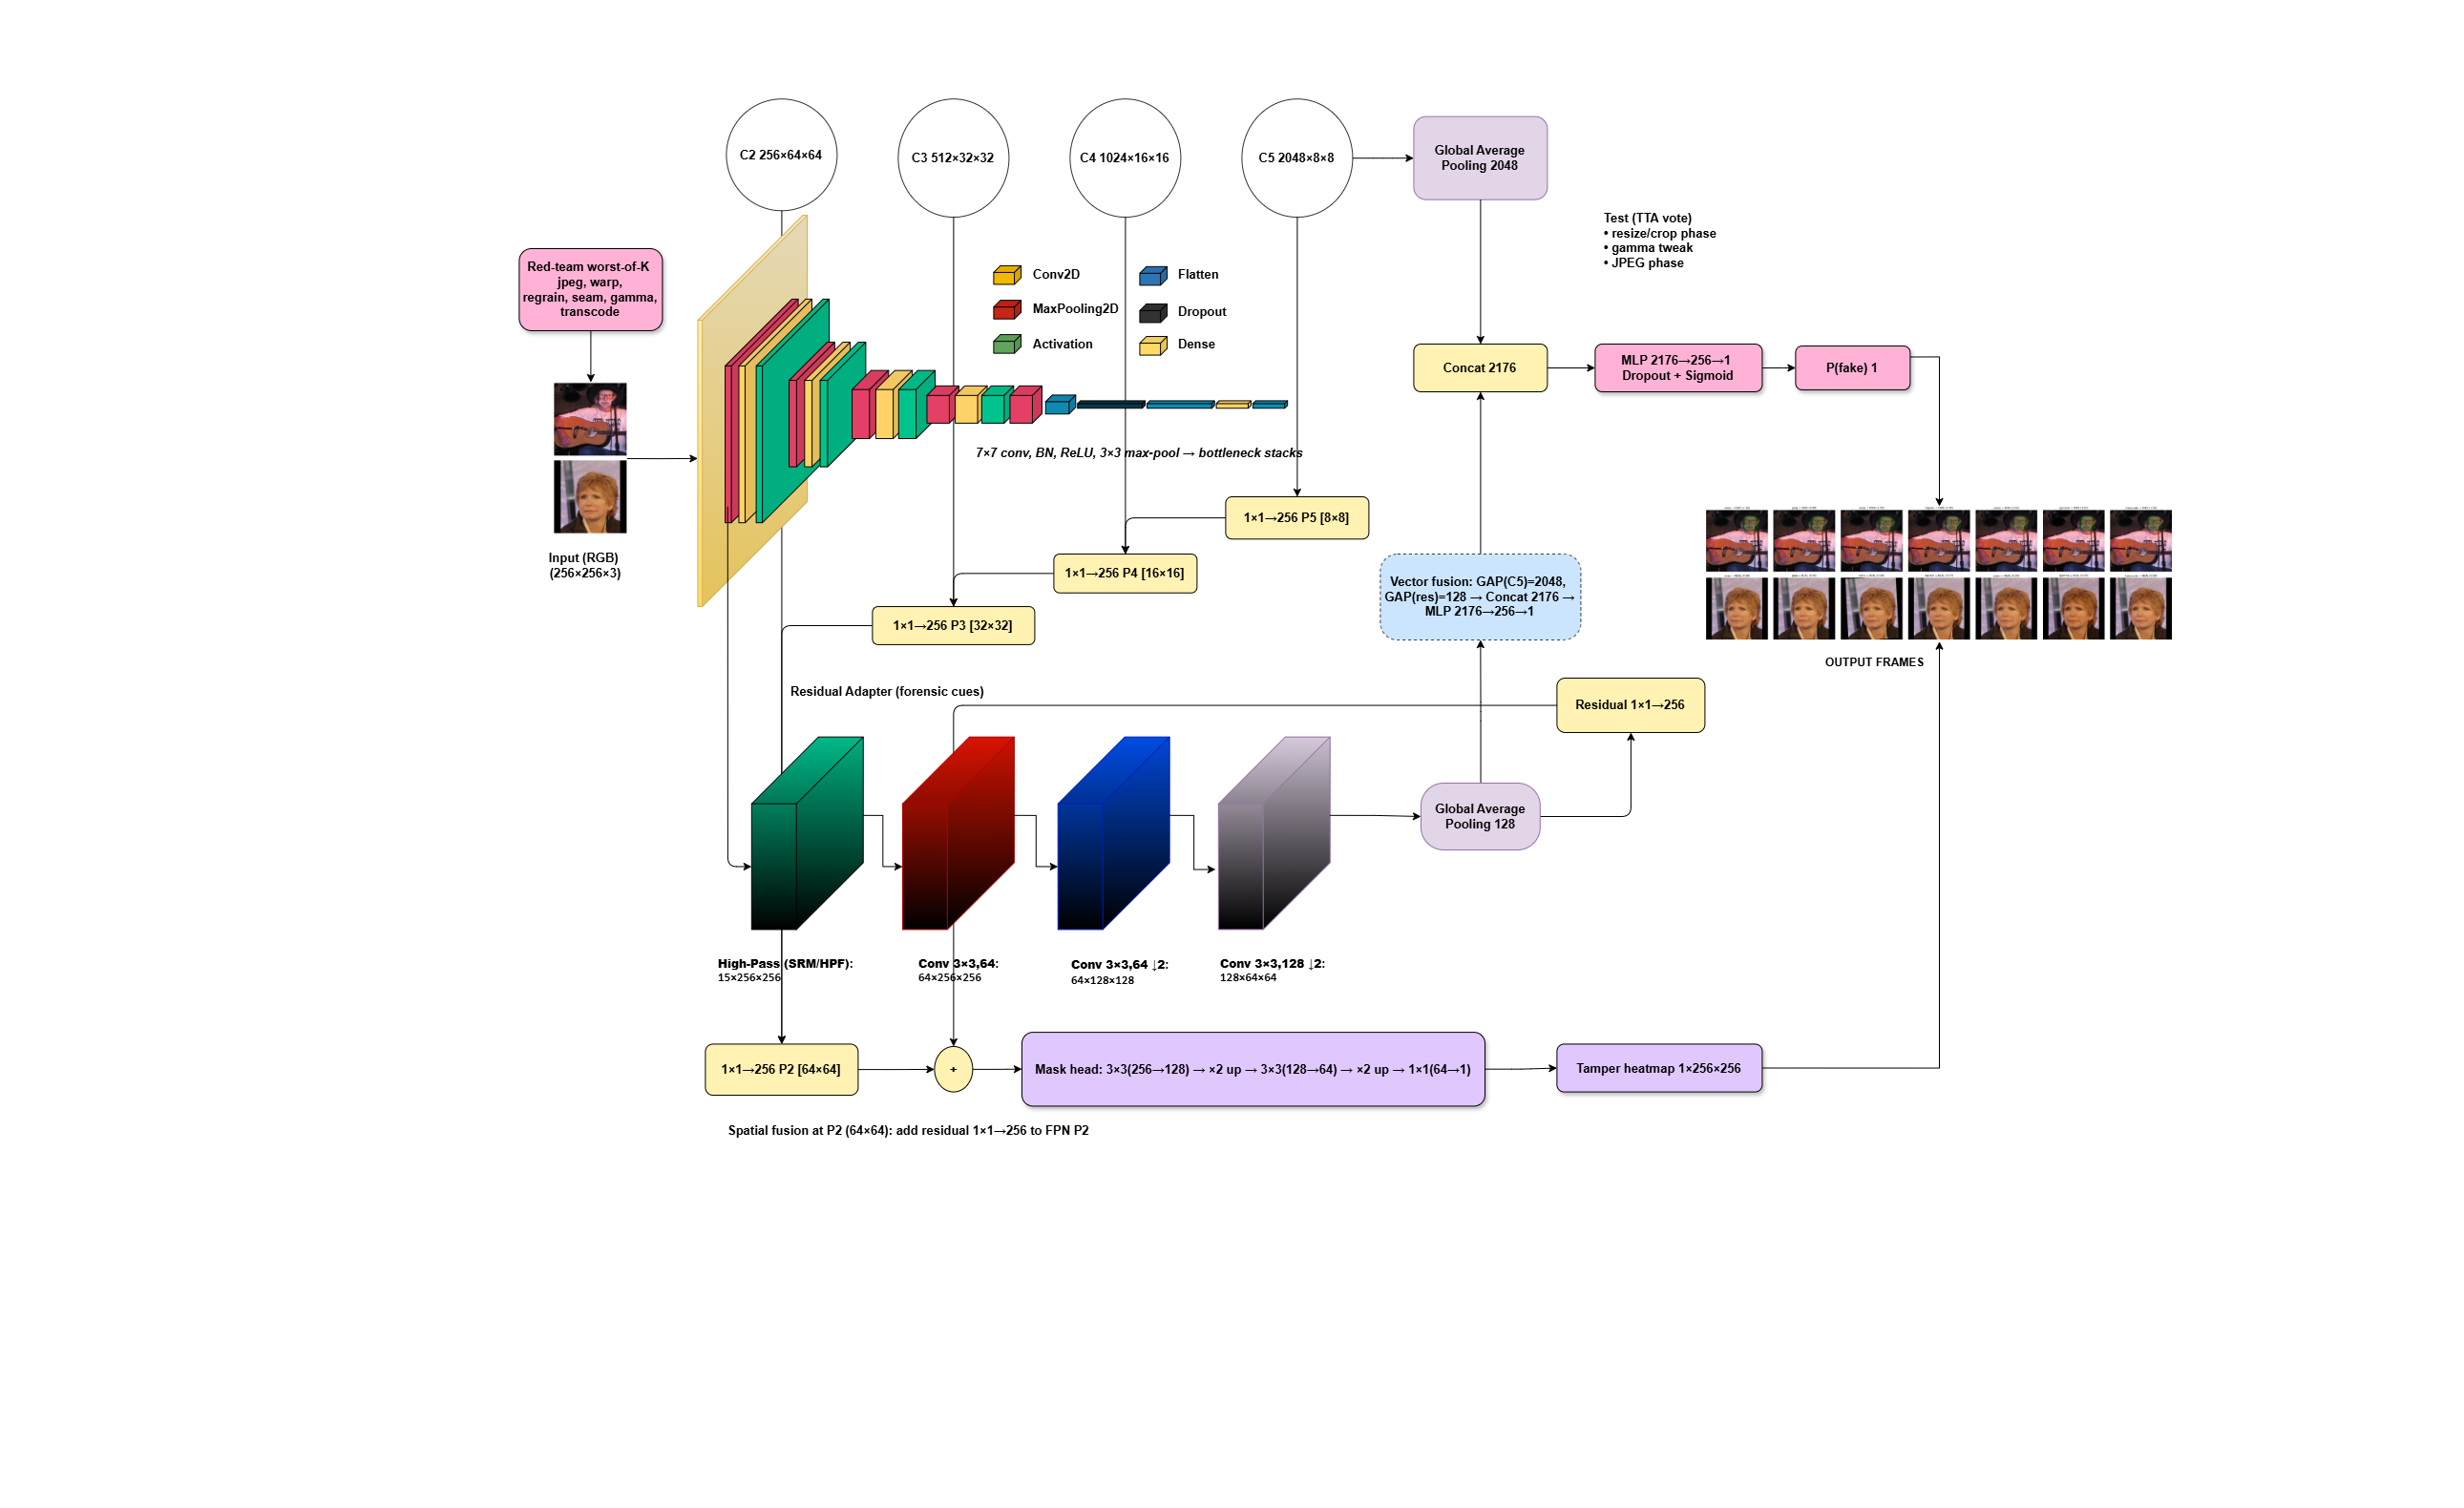 C2 256×64×64
C3 512×32×32
C4 1024×16×16
C5 2048×8×8
Global Average
Pooling 2048
Test (TTA vote)
• resize/crop phase
• gamma tweak
• JPEG phase
Red-team worst-of-K
jpeg, warp,
regrain, seam, gamma,
transcode
Conv2D
Flatten
MaxPooling2D
Dropout
Activation
Dense
Concat 2176
MLP 2176→256→1
Dropout + Sigmoid
P(fake) 1
7×7 conv, BN, ReLU, 3×3 max-pool → bottleneck stacks
Input (RGB)
(256×256×3)
1×1→256 P5 [8×8]
1×1→256 P4 [16×16]
1×1→256 P3 [32×32]
Vector fusion: GAP(C5)=2048,
GAP(res)=128 → Concat 2176 →
MLP 2176→256→1
OUTPUT FRAMES
Residual Adapter (forensic cues)
Residual 1×1→256
Global Average
Pooling 128
High-Pass (SRM/HPF):
15×256×256
Conv 3×3,64:
64×256×256
Conv 3×3,64 ↓2:
64×128×128
Conv 3×3,128 ↓2:
128×64×64
1×1→256 P2 [64×64]
+
Mask head: 3×3(256→128) → ×2 up → 3×3(128→64) → ×2 up → 1×1(64→1)
Tamper heatmap 1×256×256
Spatial fusion at P2 (64×64): add residual 1×1→256 to FPN P2